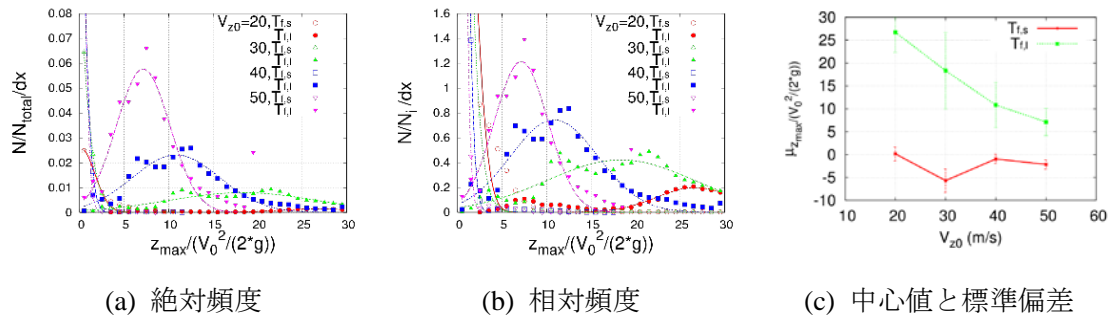 0.08
0.07
0.06
0.05
0.04
0.03
0.02
0.01
0
0 5 10 15 20 25 30
N/N_total/dx
z_max/(V_0^2/(2*g))
V_z0=20,T_f,s
T_f,l
30,T_f,s
T_f,l
40,T_f,s
T_f,l
50,T_f,s
T_f,l
(a) 絶対頻度
1.6
1.4
1.2
1
0.8
0.6
0.4
0.2
0
0 5 10 15 20 25 30
N/N_i/dx
z_max/(V_0^2/(2*g))
V_z0=20,T_f,s
T_f,l
30,T_f,s
T_f,l
40,T_f,s
T_f,l
50,T_f,s
T_f,l
(b) 相対頻度
30
25
20
15
10
5
0
-5
-10
10 20 30 40 50 60
μ_z_max/(V_0^2/(2*g))
V_z0 (m/s)
T_f,s
T_f,l
(c) 中心値と標準偏差